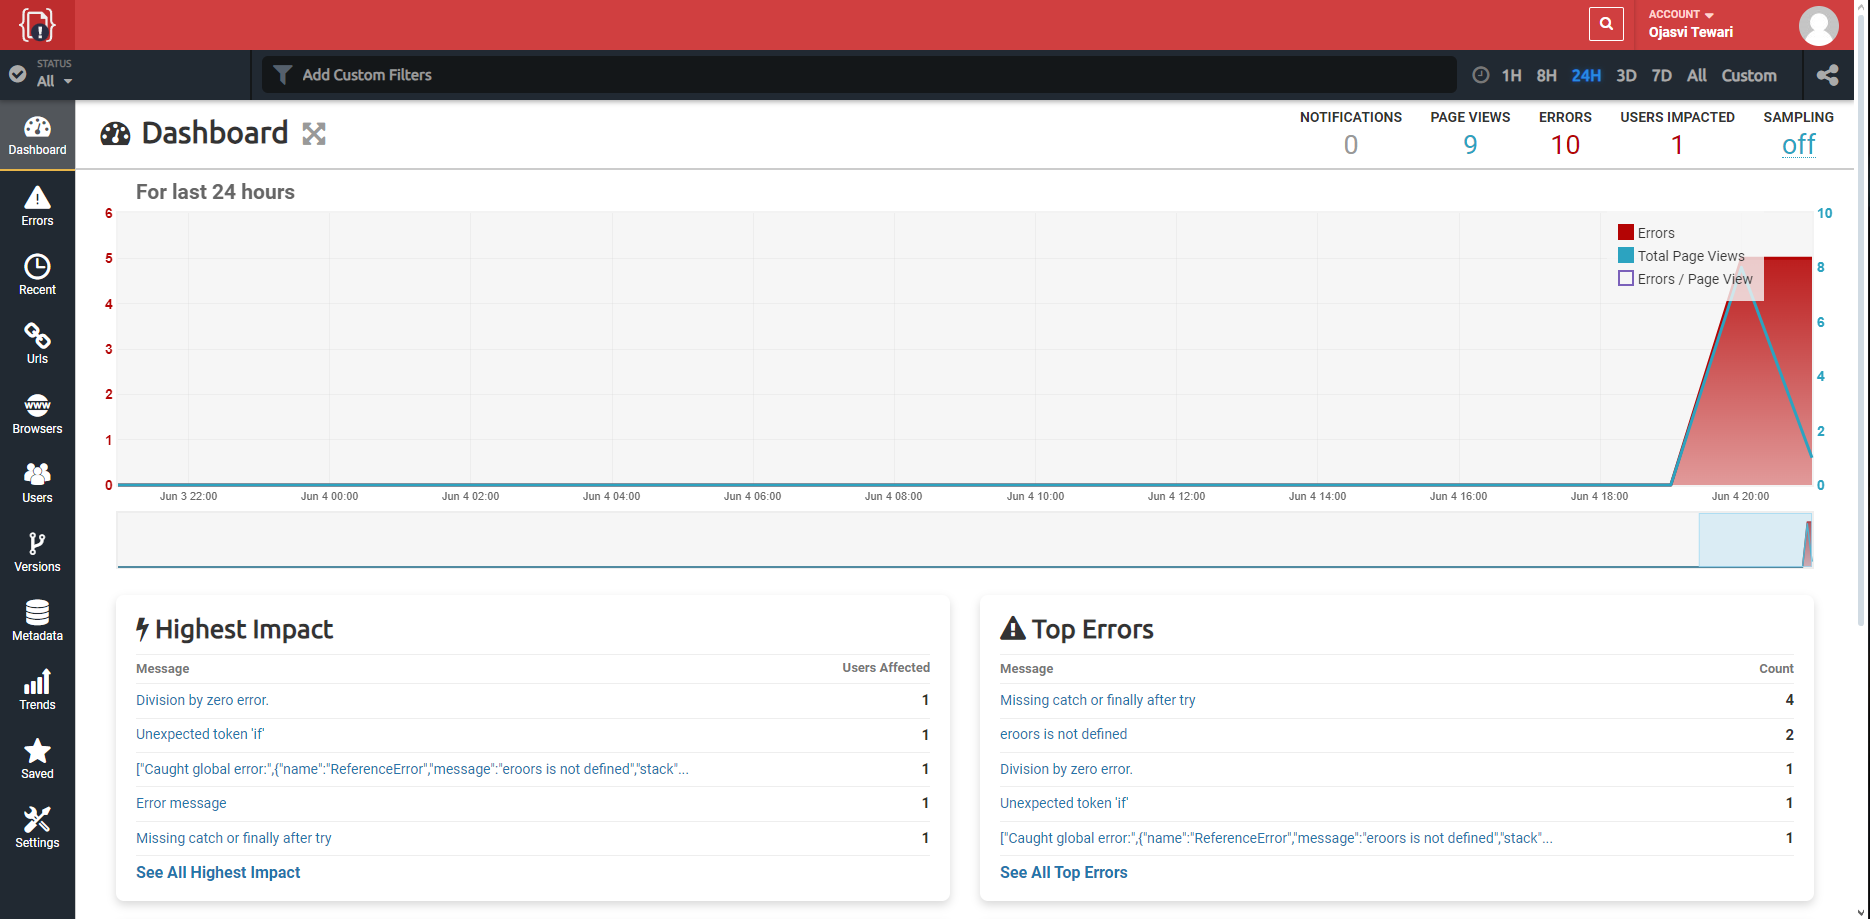 ACCOUNT
Ojasvi Tewari
STATUS
All
Add Custom Filters
1H 8H 24H 3D 7D All Custom
Dashboard
Errors
Recent
Urls
www
Browsers
Users
Versions
Metadata
Trends
Saved
Settings
Dashboard
NOTIFICATIONS PAGE VIEWS ERRORS USERS IMPACTED SAMPLING
0 9 10 1 off
For last 24 hours
6
5
4
3
2
1
0
10
8
6
4
2
0
Errors
Total Page Views
Errors / Page View
Jun 3 22:00 Jun 4 00:00 Jun 4 02:00 Jun 4 04:00 Jun 4 06:00 Jun 4 08:00 Jun 4 10:00 Jun 4 12:00 Jun 4 14:00 Jun 4 16:00 Jun 4 18:00 Jun 4 20:00
Highest Impact
Message Users Affected
Division by zero error. 1
Unexpected token 'if' 1
["Caught global error:",{"name":"ReferenceError","message":"eroors is not defined","stack"... 1
Error message 1
Missing catch or finally after try 1
See All Highest Impact
Top Errors
Message Count
Missing catch or finally after try 4
eroors is not defined 2
Division by zero error. 1
Unexpected token 'if' 1
["Caught global error:",{"name":"ReferenceError","message":"eroors is not defined","stack"... 1
See All Top Errors